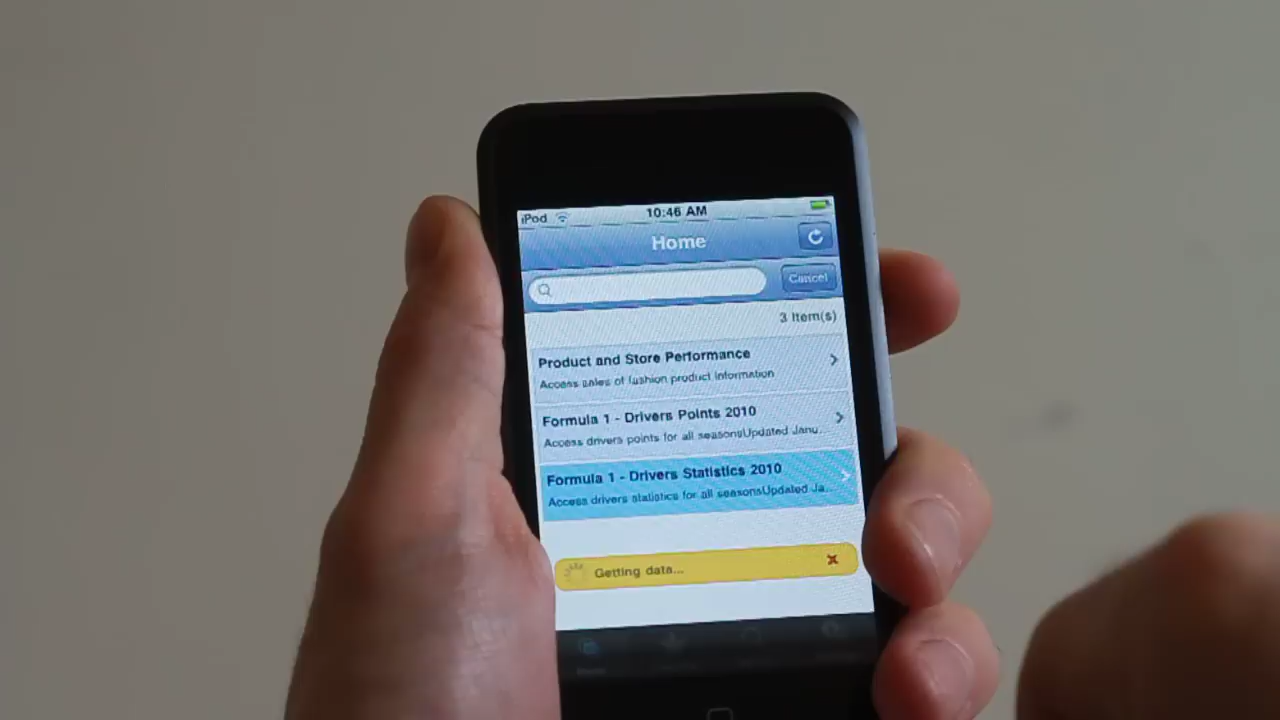 iPod 10:46 AM
Home
Cancel
3 Item(s)
Product and Store Performance
Access sales of fashion product information
Formula 1 - Drivers Points 2010
Access drivers points for all seasonsUpdated Janu...
Formula 1 - Drivers Statistics 2010
Access drivers statistics for all seasonsUpdated Ja...
Getting data...